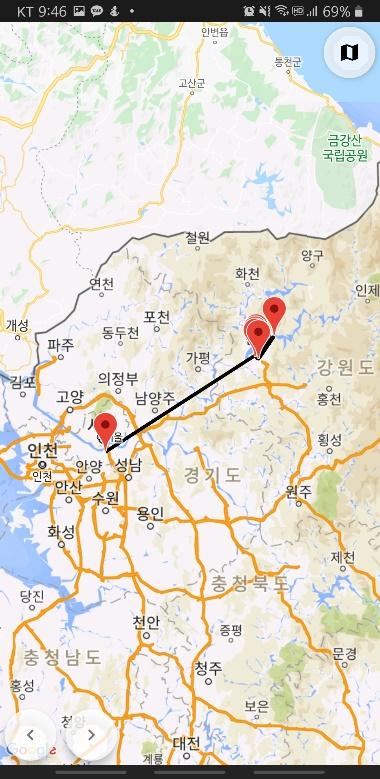 KT 9:46
69%
안변읍
통천군
고산군
금강산
국립공원
철원
양구
화천
연천
인제
포천
개성
동두천
파주
가평
강원도
의정부
김포
고양
남양주
홍천
인천
횡성
인천
안양
성남
경기도
안산
수원
원주
용인
화성
제천
충청북도
당진
천안
증평
문경
충청남도
청주
홍성
보은
청양
Google
대전
계룡